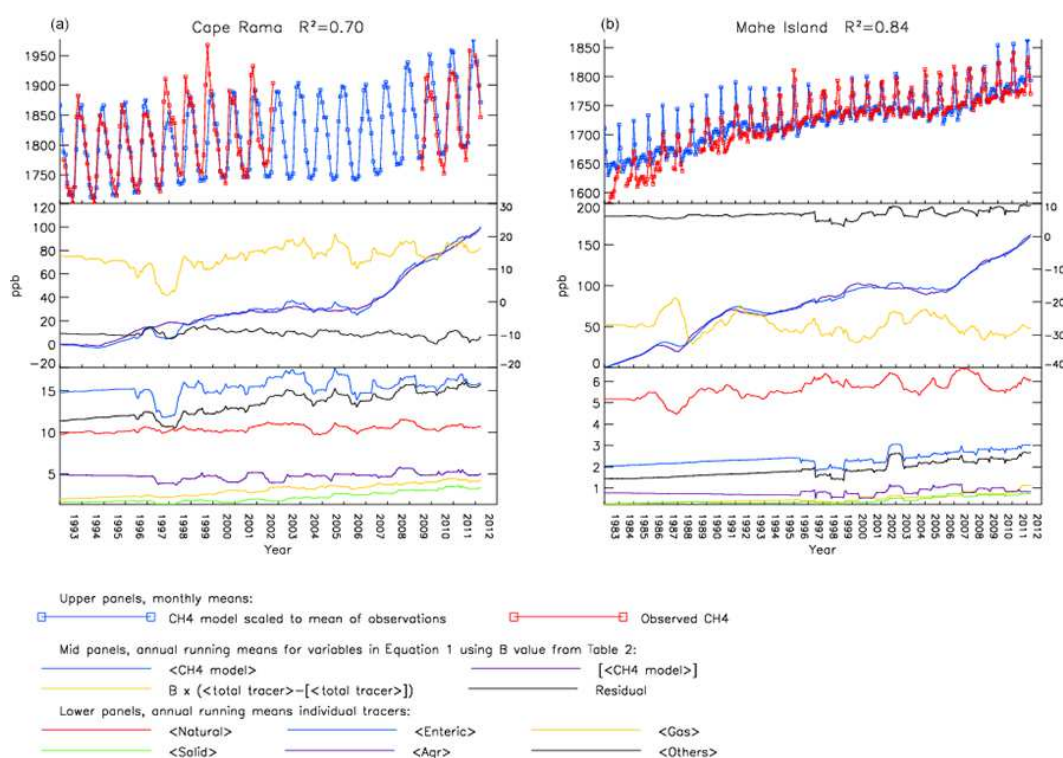 (a) Cape Rama R²=0.70
1950
1900
1850
1800
1750
120
100
80
60
40
20
0
−20
30
20
10
0
−10
−20
ppb
15
10
5
1993 1994 1995 1996 1997 1998 1999 2000 2001 2002 2003 2004 2005 2006 2007 2008 2009 2010 2011 2012
Year
(b) Mahe Island R²=0.84
1850
1800
1750
1700
1650
1600
200
150
100
50
0
10
0
−10
−20
−30
−40
ppb
6
5
4
3
2
1
1983 1984 1985 1986 1987 1988 1989 1990 1991 1992 1993 1994 1995 1996 1997 1998 1999 2000 2001 2002 2003 2004 2005 2006 2007 2008 2009 2010 2011 2012
Year
Upper panels, monthly means:
CH4 model scaled to mean of observations
Observed CH4
Mid panels, annual running means for variables in Equation 1 using B value from Table 2:
<CH4 model>
[<CH4 model>]
B x (<total tracer>−[<total tracer>])
Residual
Lower panels, annual running means individual tracers:
<Natural>
<Enteric>
<Gas>
<Solid>
<Agr>
<Others>